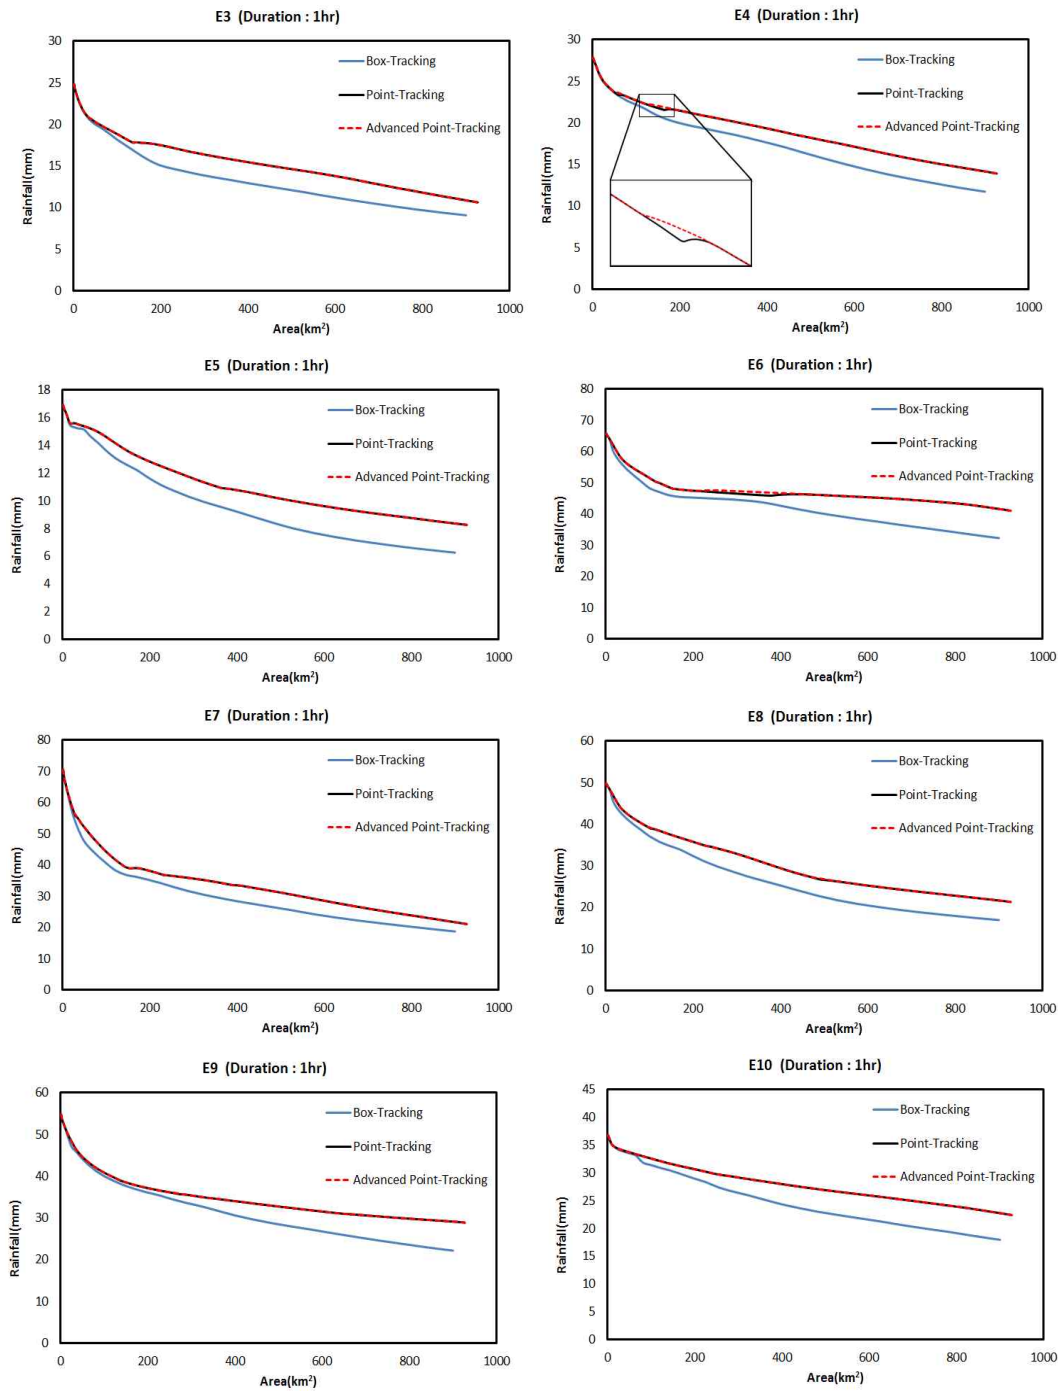 E3 (Duration : 1hr)
30
25
20
15
10
5
0
Rainfall(mm)
Box-Tracking
Point-Tracking
Advanced Point-Tracking
0 200 400 600 800 1000
Area(km²)
E4 (Duration : 1hr)
30
25
20
15
10
5
0
Rainfall(mm)
Box-Tracking
Point-Tracking
Advanced Point-Tracking
0 200 400 600 800 1000
Area(km²)
E5 (Duration : 1hr)
18
16
14
12
10
8
6
4
2
0
Rainfall(mm)
Box-Tracking
Point-Tracking
Advanced Point-Tracking
0 200 400 600 800 1000
Area(km²)
E6 (Duration : 1hr)
80
70
60
50
40
30
20
10
0
Rainfall(mm)
Box-Tracking
Point-Tracking
Advanced Point-Tracking
0 200 400 600 800 1000
Area(km²)
E7 (Duration : 1hr)
80
70
60
50
40
30
20
10
0
Rainfall(mm)
Box-Tracking
Point-Tracking
Advanced Point-Tracking
0 200 400 600 800 1000
Area(km²)
E8 (Duration : 1hr)
60
50
40
30
20
10
0
Rainfall(mm)
Box-Tracking
Point-Tracking
Advanced Point-Tracking
0 200 400 600 800 1000
Area(km²)
E9 (Duration : 1hr)
60
50
40
30
20
10
0
Rainfall(mm)
Box-Tracking
Point-Tracking
Advanced Point-Tracking
0 200 400 600 800 1000
Area(km²)
E10 (Duration : 1hr)
45
40
35
30
25
20
15
10
5
0
Rainfall(mm)
Box-Tracking
Point-Tracking
Advanced Point-Tracking
0 200 400 600 800 1000
Area(km²)